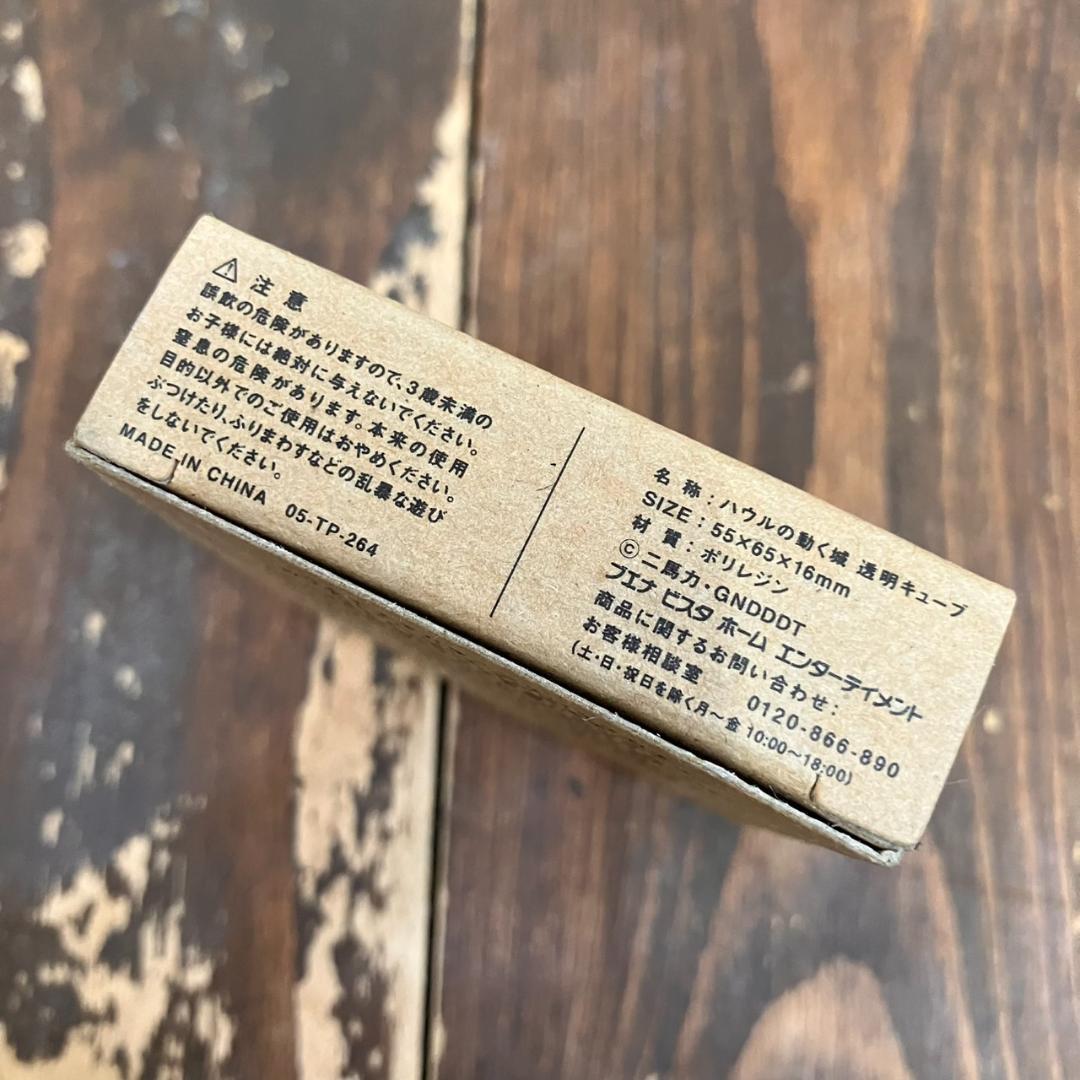 ⚠ 注意
誤飲の危険がありますので、3歳未満の
お子様には絶対に与えないでください。
窒息の危険があります。本来の使用
目的以外でのご使用はおやめください。
ぶつけたり、ふりまわすなどの乱暴な遊び
をしないでください。
MADE IN CHINA 05-TP-264
名 称：ハウルの動く城 透明キューブ
SIZE：55×65×16mm
材 質：ポリレジン
©二馬力・GNDDDT
ブエナ ビスタ ホーム エンターテイメント
商品に関するお問い合わせ：
お客様相談室 0120-866-890
(土・日・祝日を除く月～金 10:00～18:00)